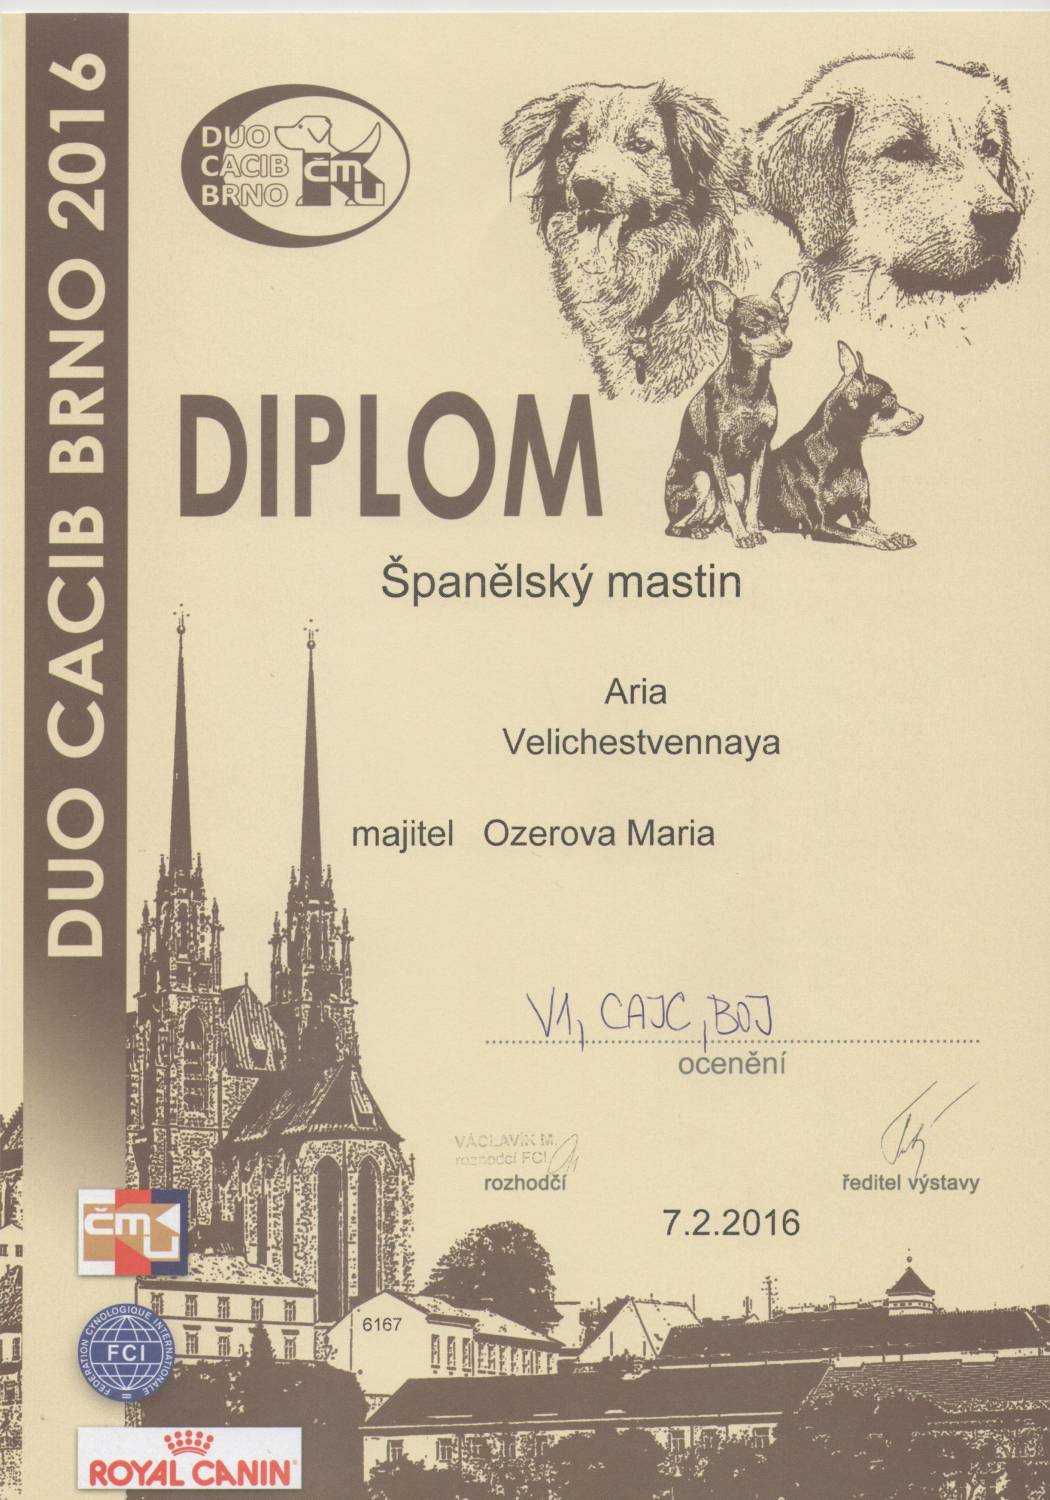 DUO CACIB BRNO 2016
DUO
CACIB
BRNO
čmKU
DIPLOM
Španělský mastin
Aria
Velichestvennaya
majitel Ozerova Maria
V1, CAJC, BOJ
ocenění
VÁCLAVÍK M.
rozhodčí FCI
rozhodčí
ředitel výstavy
7.2.2016
čmKU
6167
FEDERATION CYNOLOGIQUE INTERNATIONALE
FCI
ROYAL CANIN